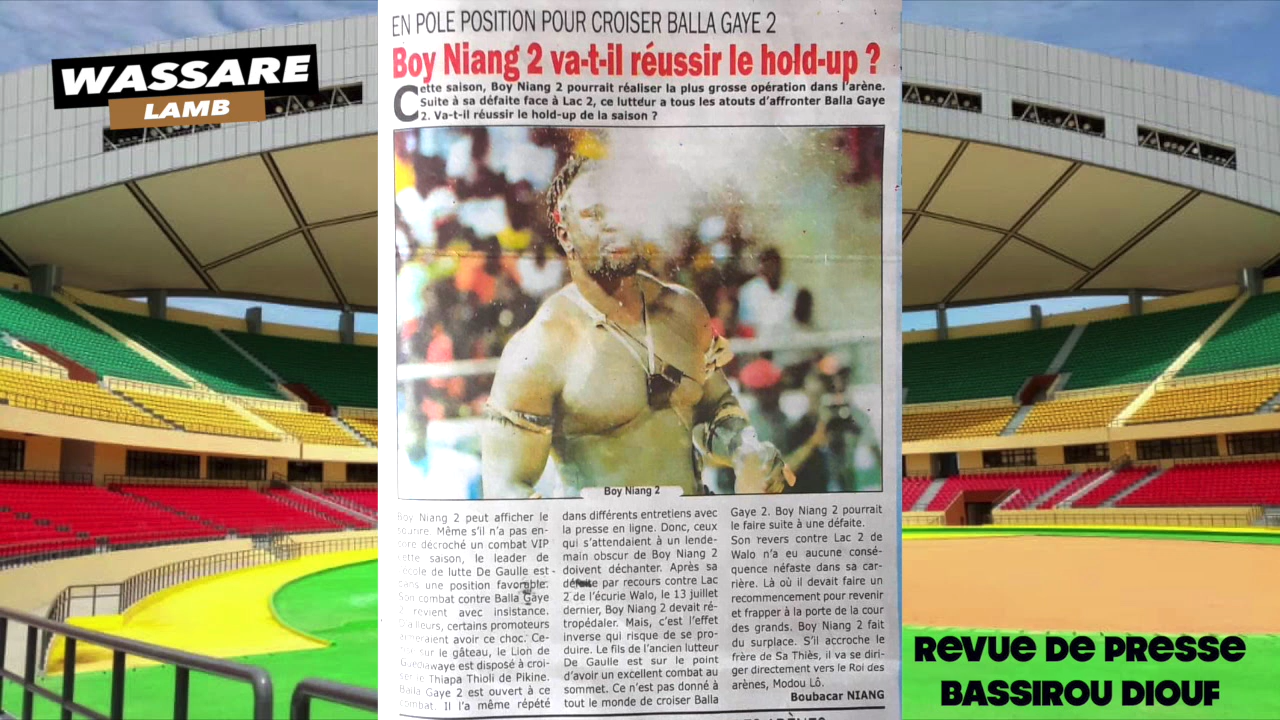 WASSARE
LAMB
EN POLE POSITION POUR CROISER BALLA GAYE 2
Boy Niang 2 va-t-il réussir le hold-up ?
Cette saison, Boy Niang 2 pourrait réaliser la plus grosse opération dans l'arène.
Suite à sa défaite face à Lac 2, ce lutteur a tous les atouts d'affronter Balla Gaye
2. Va-t-il réussir le hold-up de la saison ?
Boy Niang 2
Boy Niang 2 peut afficher le
sourire. Même s'il n'a pas en-
core décroché un combat VIP
cette saison, le leader de
l'école de lutte De Gaulle est
dans une position favorable.
Son combat contre Balla Gaye
2 revient avec insistance.
D'ailleurs, certains promoteurs
aimeraient avoir ce choc. Ce-
rise sur le gâteau, le Lion de
Guédiawaye est disposé à croi-
ser le Thiapa Thioli de Pikine.
Balla Gaye 2 est ouvert à ce
combat. Il l'a même répété
dans différents entretiens avec
la presse en ligne. Donc, ceux
qui s'attendaient à un lende-
main obscur de Boy Niang 2
doivent déchanter. Après sa
défaite par recours contre Lac
2 de l'écurie Walo, le 13 juillet
dernier, Boy Niang 2 devait ré-
tropédaler. Mais, c'est l'effet
inverse qui risque de se pro-
duire. Le fils de l'ancien lutteur
De Gaulle est sur le point
d'avoir un excellent combat au
sommet. Ce n'est pas donné à
tout le monde de croiser Balla
Gaye 2. Boy Niang 2 pourrait
le faire suite à une défaite.
Son revers contre Lac 2 de
Walo n'a eu aucune consé-
quence néfaste dans sa car-
rière. Là où il devait faire un
recommencement pour revenir
et frapper à la porte de la cour
des grands. Boy Niang 2 fait
du surplace. S'il accroche le
frère de Sa Thiès, il va se diri-
ger directement vers le Roi des
arènes, Modou Lô.
Boubacar NIANG
REVUE DE PRESSE
BASSIROU DIOUF